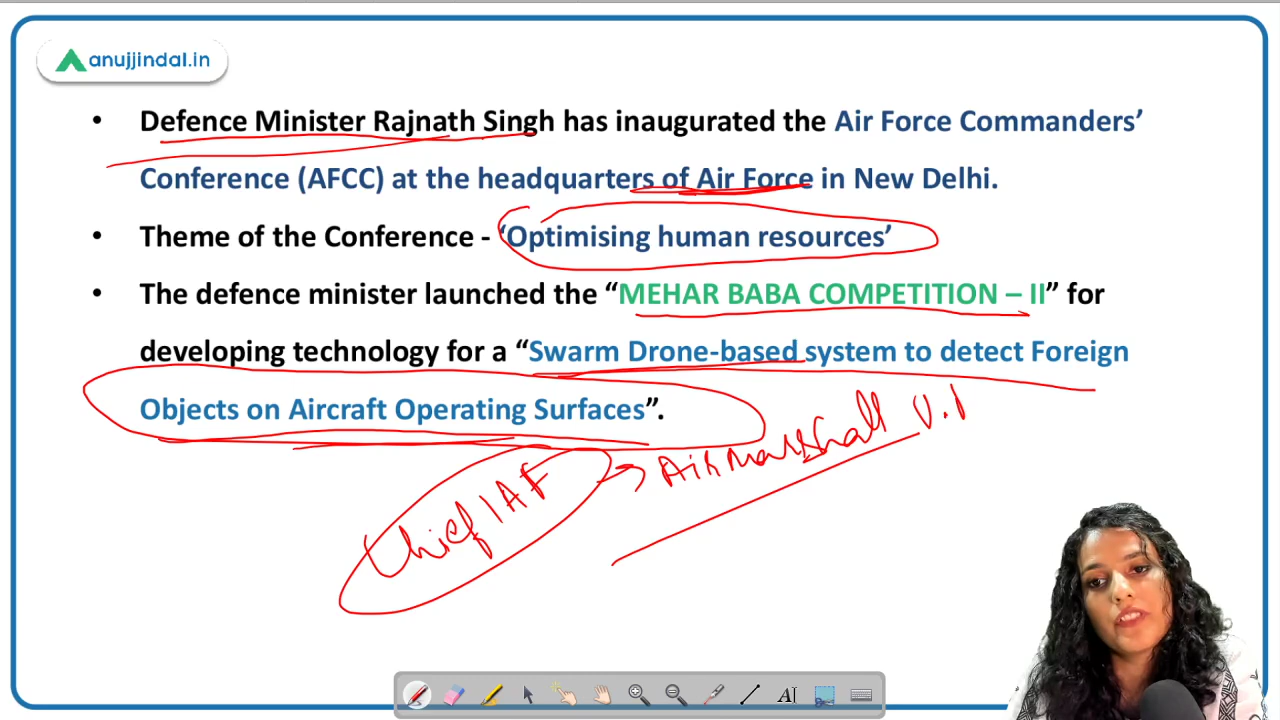 anujjindal.in
• Defence Minister Rajnath Singh has inaugurated the Air Force Commanders’
Conference (AFCC) at the headquarters of Air Force in New Delhi.
• Theme of the Conference - ‘Optimising human resources’
• The defence minister launched the “MEHAR BABA COMPETITION – II” for
developing technology for a “Swarm Drone-based system to detect Foreign
Objects on Aircraft Operating Surfaces”.
Chief IAF → Air Marshall V.